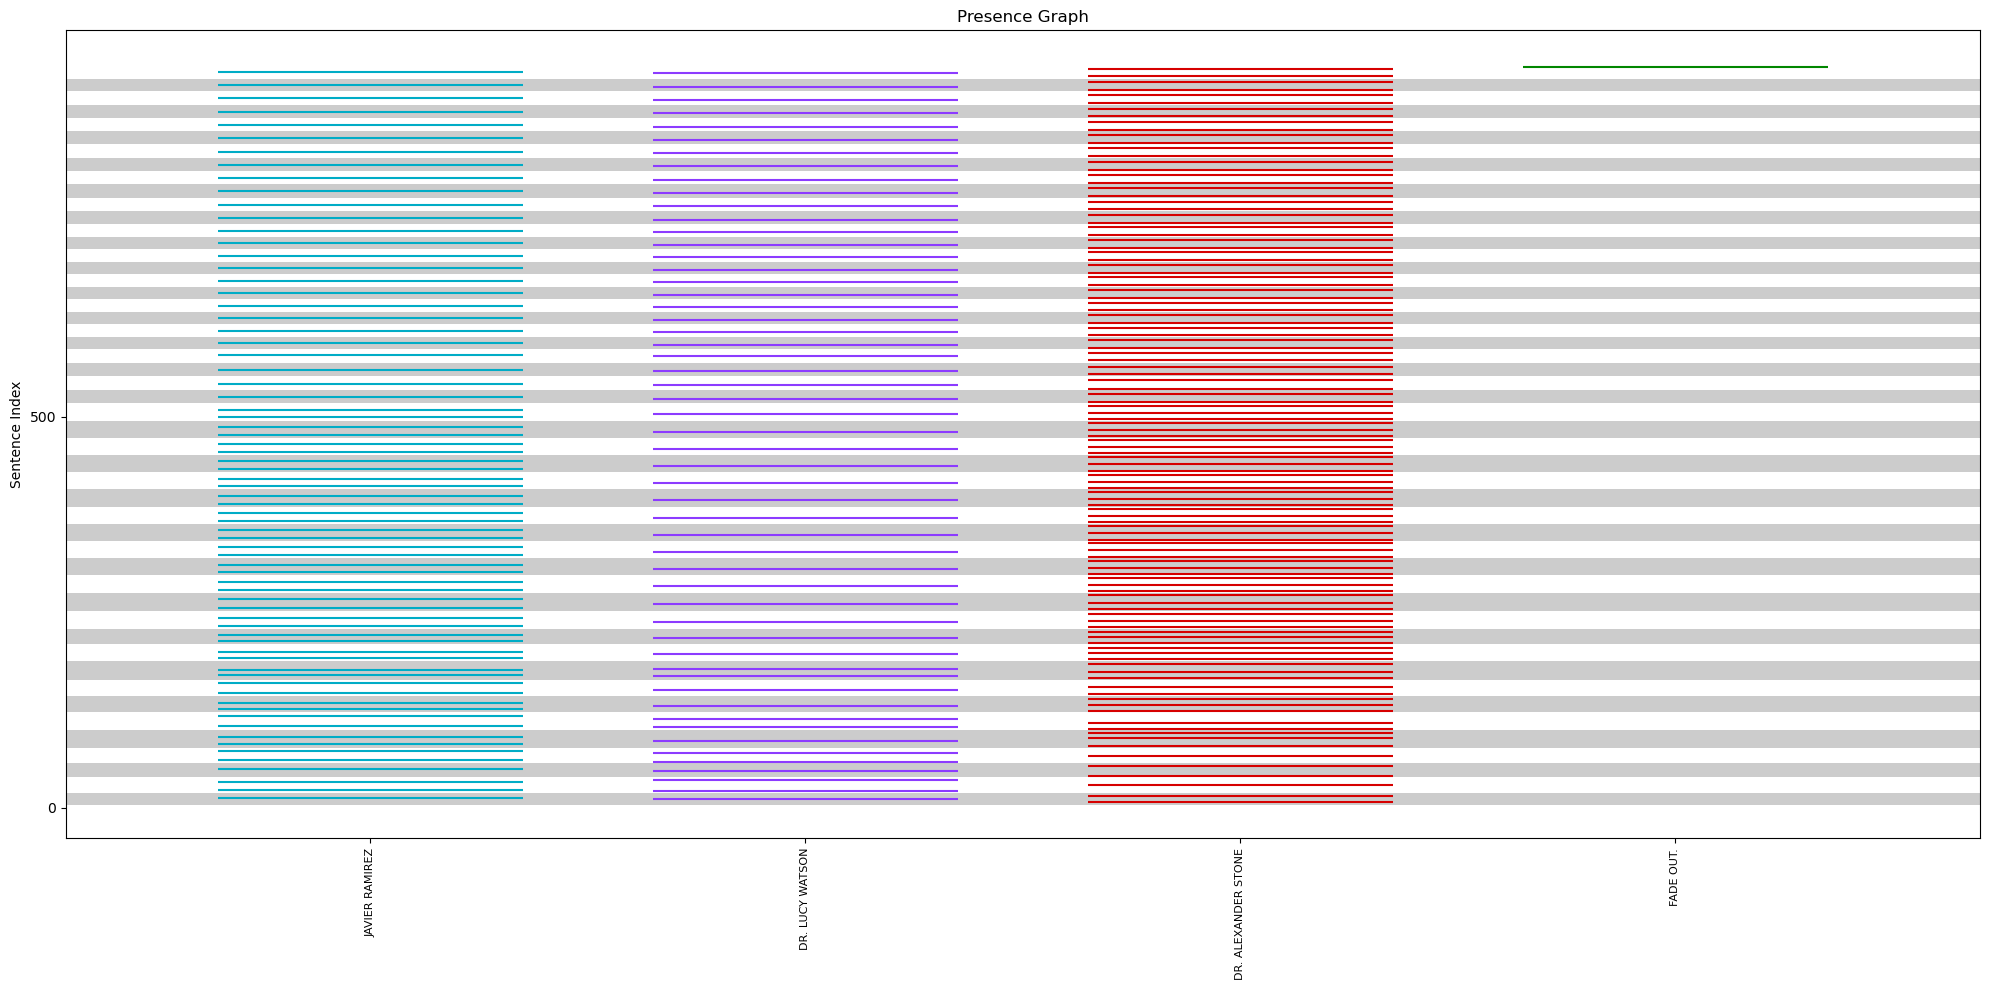 Presence Graph
Sentence Index
500
0
JAVIER RAMIREZ
DR. LUCY WATSON
DR. ALEXANDER STONE
FADE OUT.